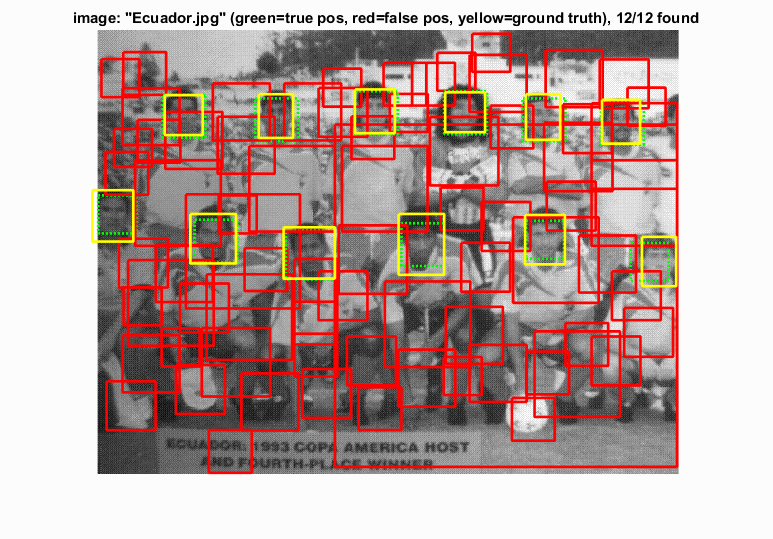 image: "Ecuador.jpg" (green=true pos, red=false pos, yellow=ground truth), 12/12 found
ECUADOR: 1993 COPA AMERICA HOST
AND FOURTH-PLACE WINNER